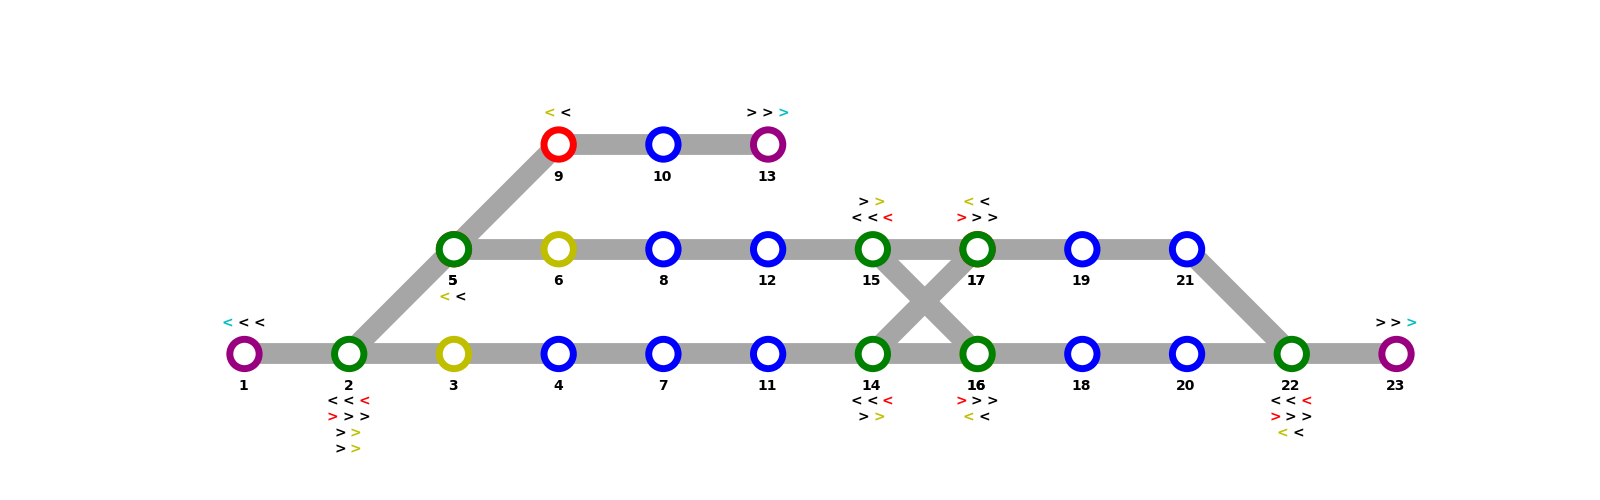 < < > > >
9 10 13
> > < <
< < < > > >
5 6 8 12 15 17 19 21
< <
< < < > > >
1 2 3 4 7 11 14 16 18 20 22 23
< < < < < < > > > < < <
> > > > > < < > > >
> > < <
> >